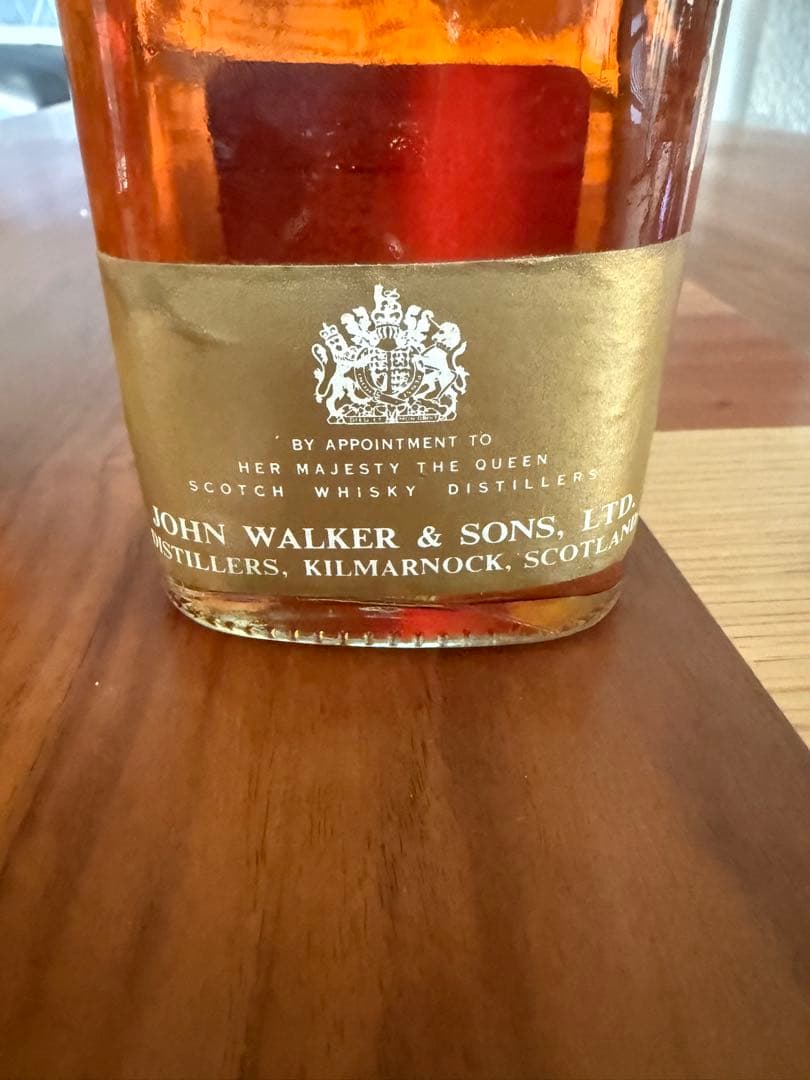 BY APPOINTMENT TO
HER MAJESTY THE QUEEN
SCOTCH WHISKY DISTILLERS
JOHN WALKER & SONS, LTD.
DISTILLERS, KILMARNOCK, SCOTLAND